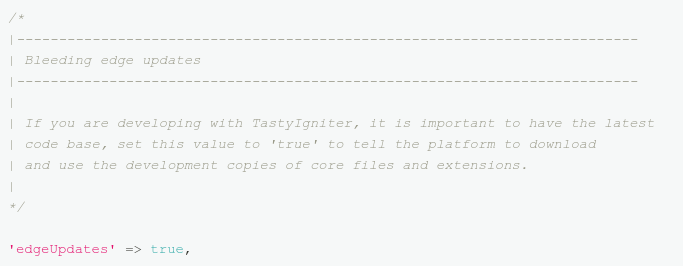 /*
|--------------------------------------------------------------------------
| Bleeding edge updates
|--------------------------------------------------------------------------
|
| If you are developing with TastyIgniter, it is important to have the latest
| code base, set this value to 'true' to tell the platform to download
| and use the development copies of core files and extensions.
|
*/
'edgeUpdates' => true,